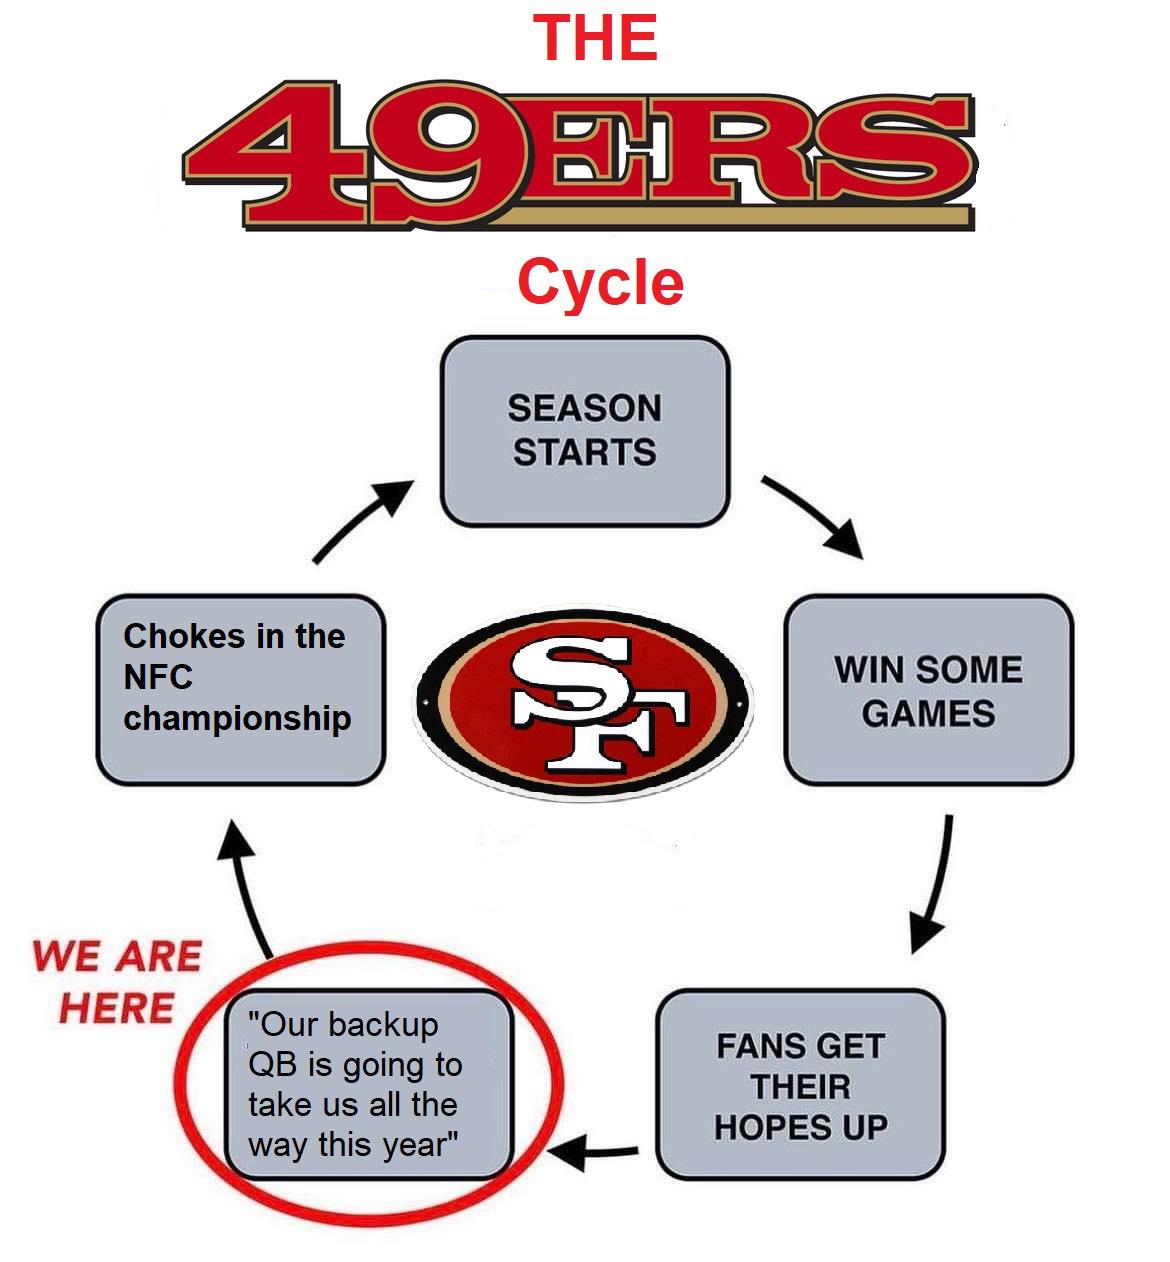 THE
49ERS
Cycle
SEASON
STARTS
Chokes in the
NFC
championship
SF
WIN SOME
GAMES
WE ARE
HERE
"Our backup
QB is going to
take us all the
way this year"
FANS GET
THEIR
HOPES UP